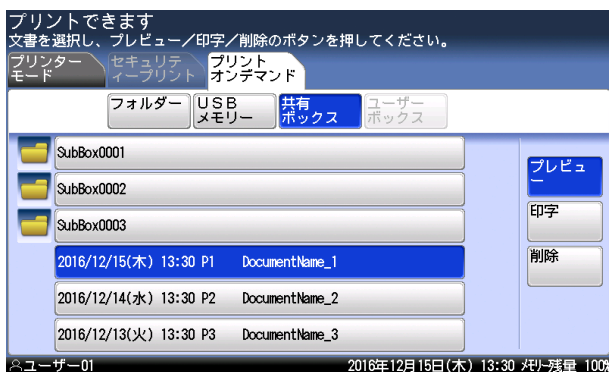 プリントできます
文書を選択し、プレビュー／印字／削除のボタンを押してください。
プリンター
モード
セキュリテ
ィープリント
プリント
オンデマンド
フォルダー
USB
メモリー
共有
ボックス
ユーザー
ボックス
SubBox0001
SubBox0002
SubBox0003
2016/12/15(木) 13:30 P1 DocumentName_1
2016/12/14(水) 13:30 P2 DocumentName_2
2016/12/13(火) 13:30 P3 DocumentName_3
プレビュ
ー
印字
削除
ユーザー01
2016年12月15日(木) 13:30 メモリー残量 100%